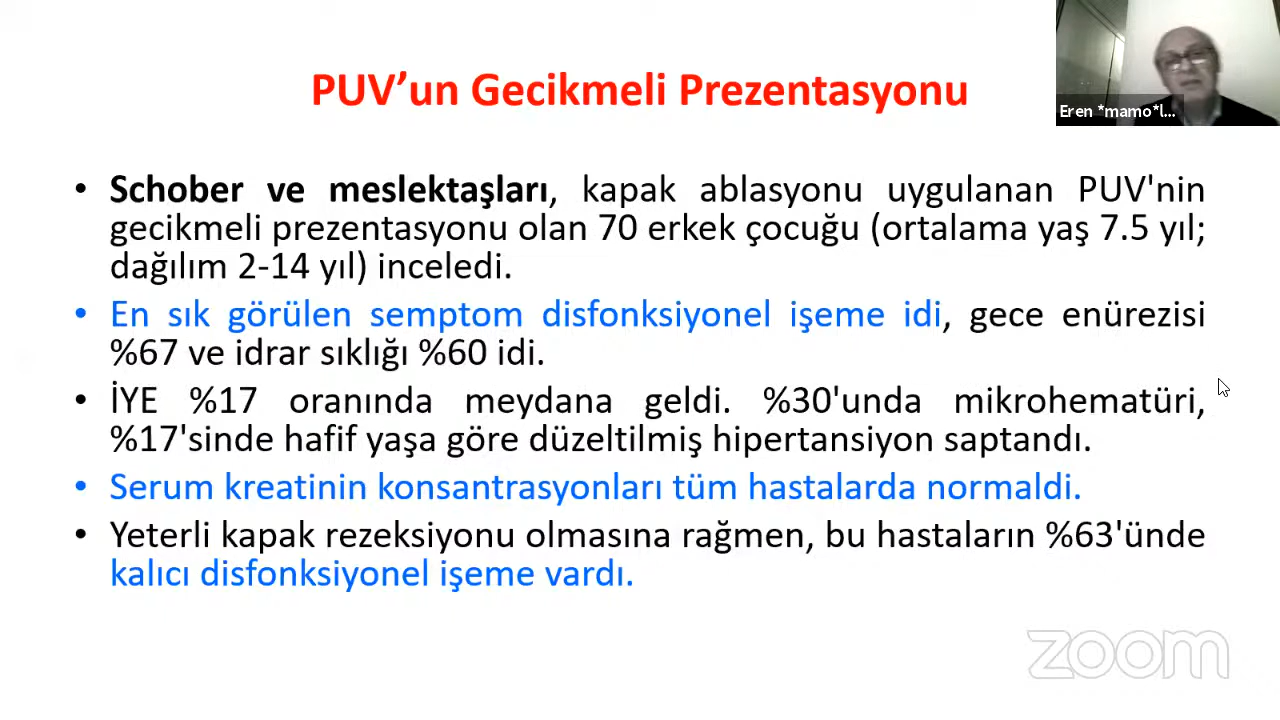 PUV’un Gecikmeli Prezentasyonu
Eren *mamo*l...
• Schober ve meslektaşları, kapak ablasyonu uygulanan PUV'nin
gecikmeli prezentasyonu olan 70 erkek çocuğu (ortalama yaş 7.5 yıl;
dağılım 2-14 yıl) inceledi.
• En sık görülen semptom disfonksiyonel işeme idi, gece enürezisi
%67 ve idrar sıklığı %60 idi.
• İYE %17 oranında meydana geldi. %30'unda mikrohematüri,
%17'sinde hafif yaşa göre düzeltilmiş hipertansiyon saptandı.
• Serum kreatinin konsantrasyonları tüm hastalarda normaldi.
• Yeterli kapak rezeksiyonu olmasına rağmen, bu hastaların %63'ünde
kalıcı disfonksiyonel işeme vardı.
zoom